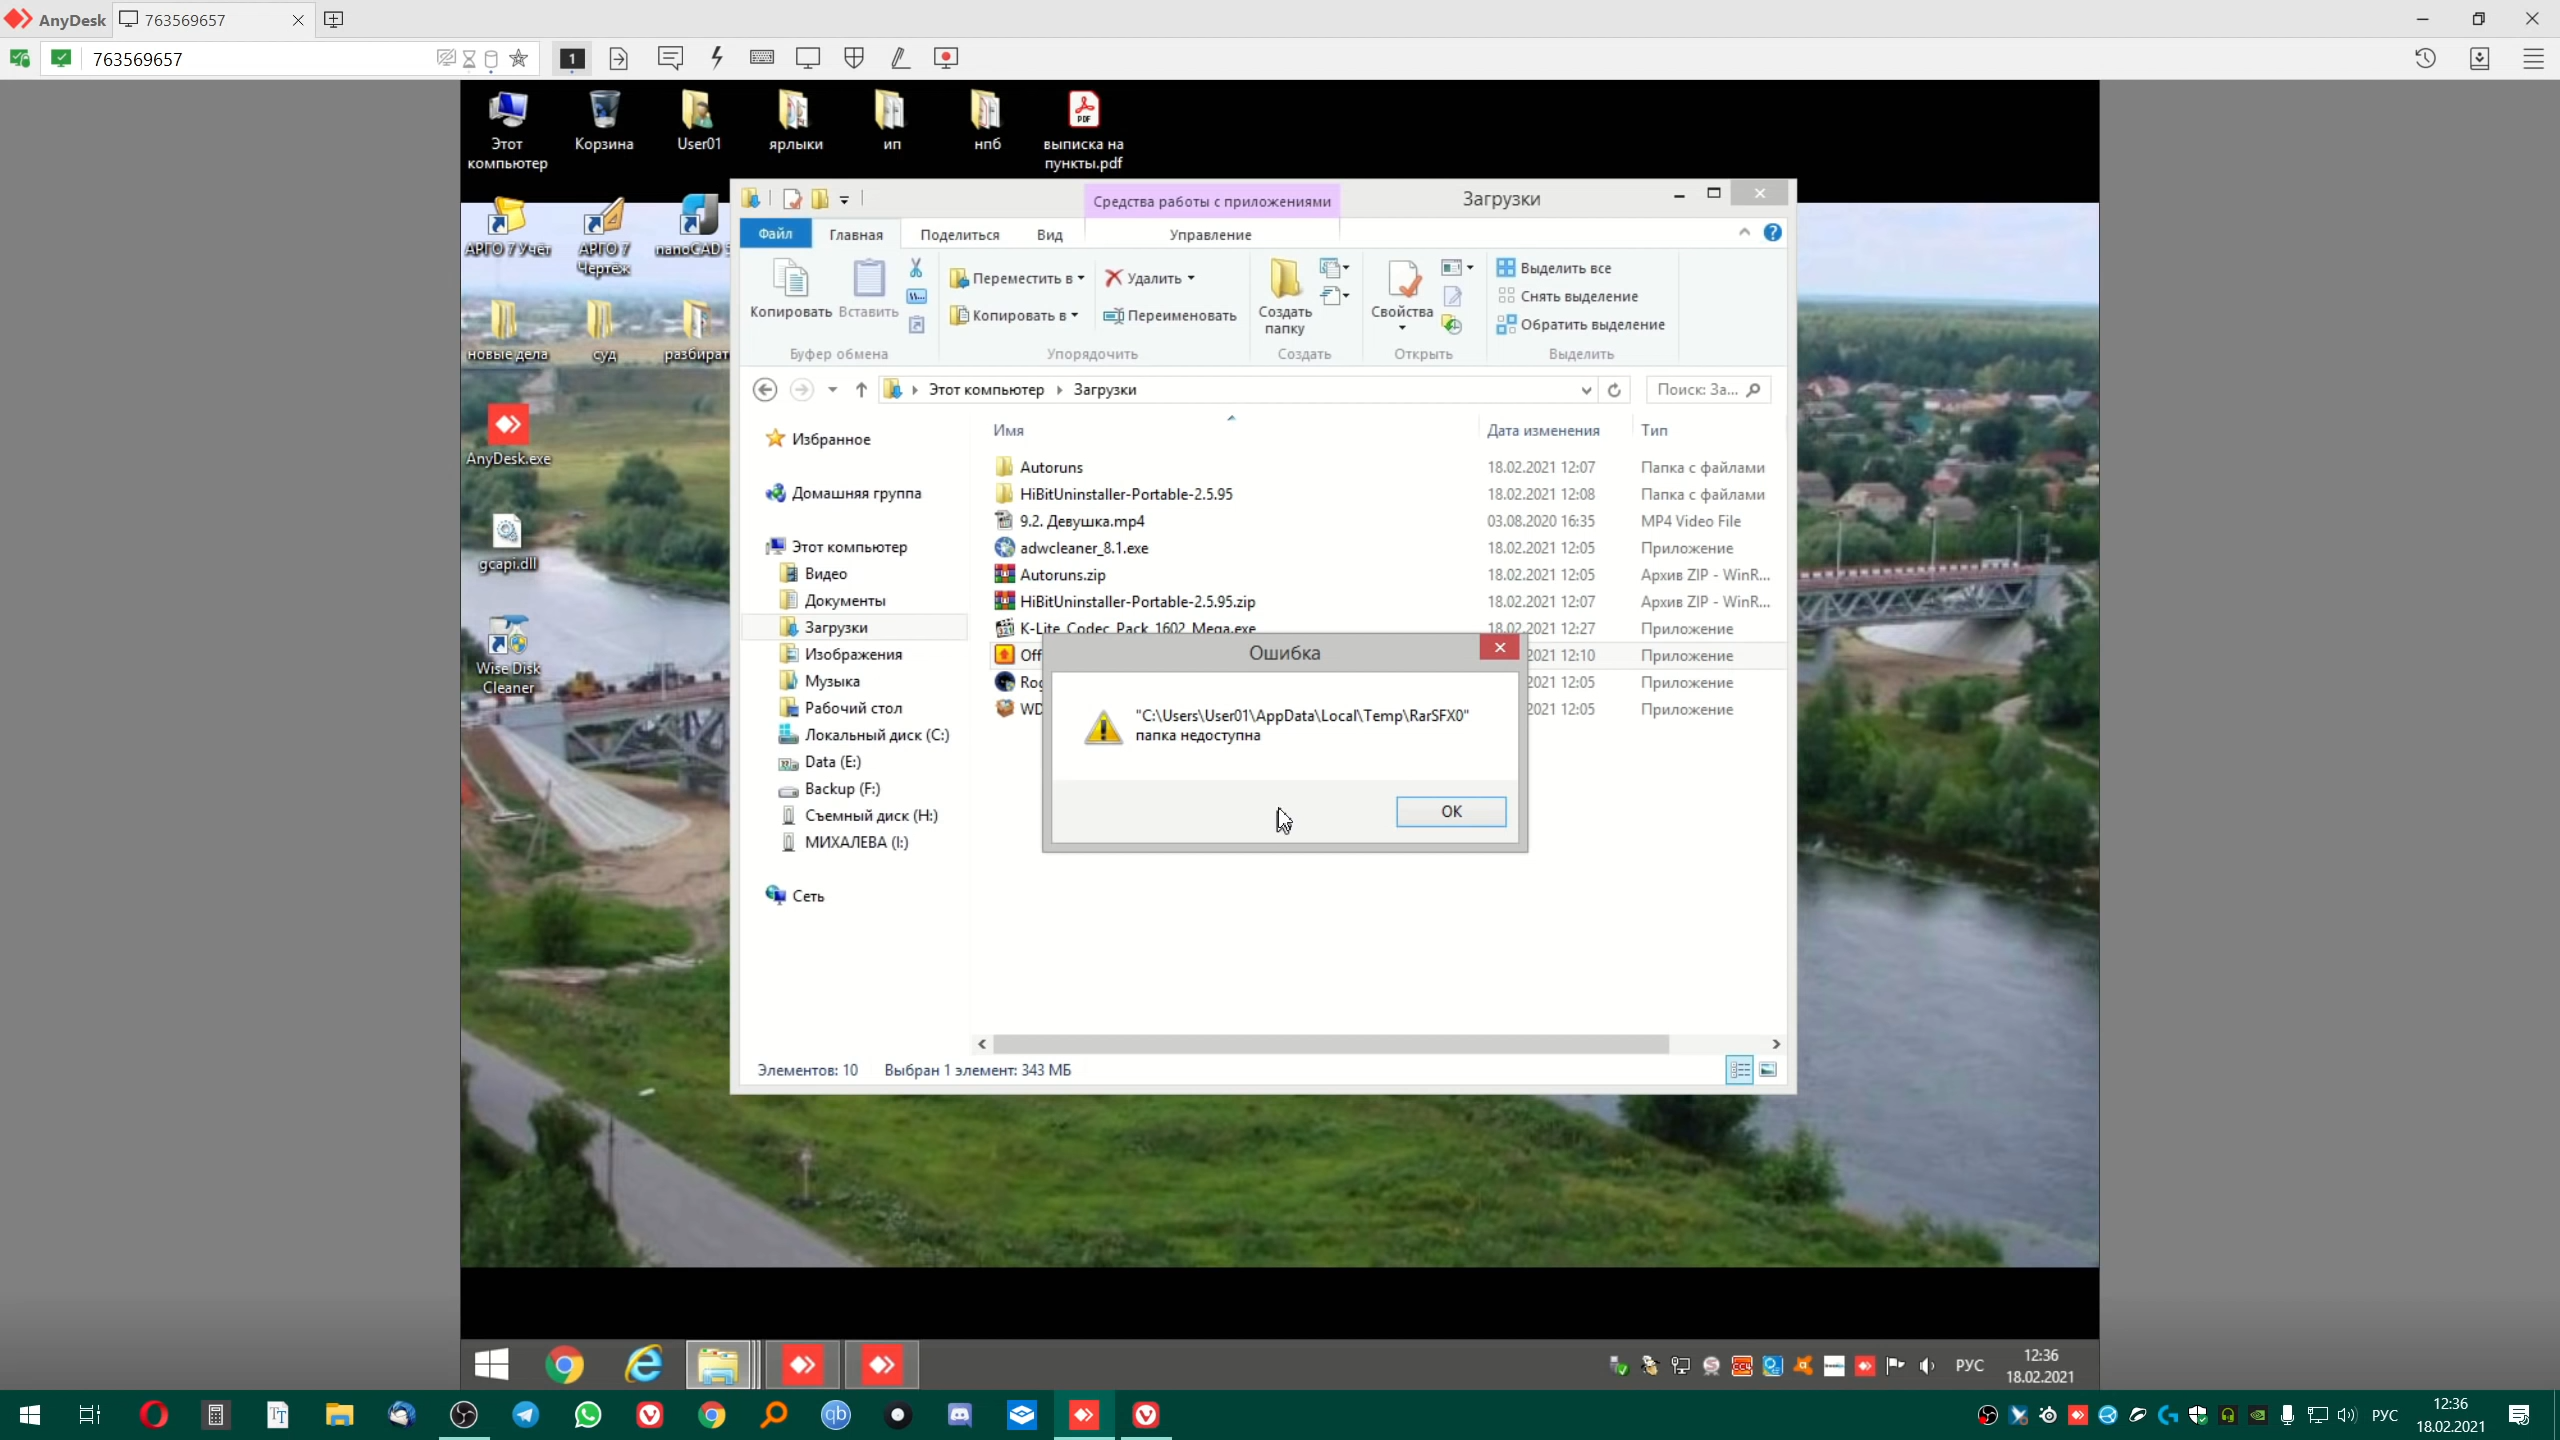 AnyDesk
763569657
763569657
1
Этот компьютер
Корзина
User01
ярлыки
ип
нпб
выписка на пункты.pdf
АРГО 7 Учёт
АРГО 7 Чертёж
nanoCAD
новые дела
суд
разбират
AnyDesk.exe
gcapi.dll
Wise Disk Cleaner
Средства работы с приложениями
Загрузки
Файл
Главная
Поделиться
Вид
Управление
Копировать
Вставить
Переместить в
Копировать в
Удалить
Переименовать
Создать папку
Свойства
Выделить все
Снять выделение
Обратить выделение
Буфер обмена
Упорядочить
Создать
Открыть
Выделить
Этот компьютер
Загрузки
Поиск: За...
Имя
Дата изменения
Тип
Избранное
Домашняя группа
Этот компьютер
Видео
Документы
Загрузки
Изображения
Музыка
Рабочий стол
Локальный диск (C:)
Data (E:)
Backup (F:)
Съемный диск (H:)
МИХАЛЕВА (I:)
Сеть
Autoruns 18.02.2021 12:07 Папка с файлами
HiBitUninstaller-Portable-2.5.95 18.02.2021 12:08 Папка с файлами
9.2. Девушка.mp4 03.08.2020 16:35 MP4 Video File
adwcleaner_8.1.exe 18.02.2021 12:05 Приложение
Autoruns.zip 18.02.2021 12:05 Архив ZIP - WinR...
HiBitUninstaller-Portable-2.5.95.zip 18.02.2021 12:07 Архив ZIP - WinR...
K-Lite_Codec_Pack_1602_Mega.exe 18.02.2021 12:27 Приложение
Off 2021 12:10 Приложение
Rog 2021 12:05 Приложение
WD 2021 12:05 Приложение
Ошибка
"C:\Users\User01\AppData\Local\Temp\RarSFX0"
папка недоступна
OK
Элементов: 10
Выбран 1 элемент: 343 МБ
РУС
12:36
18.02.2021
РУС
12:36
18.02.2021